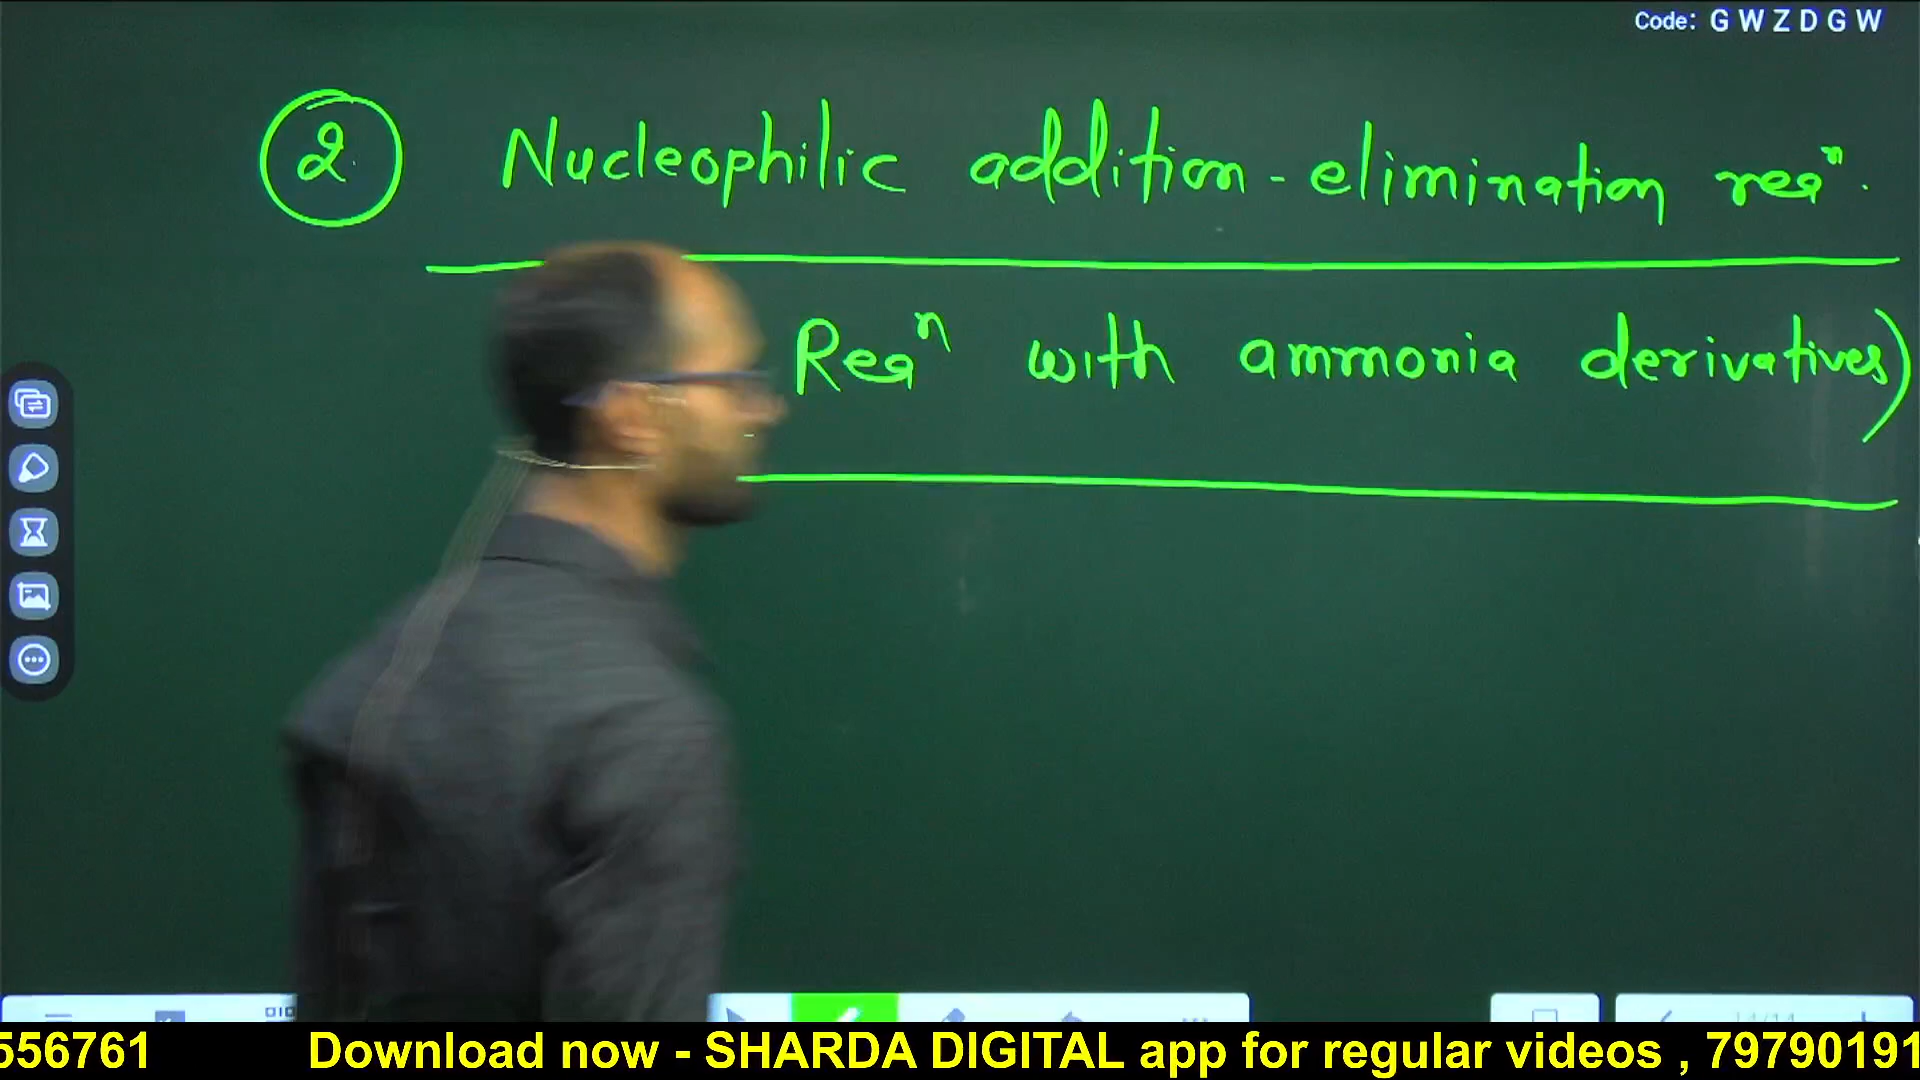 Code: G W Z D G W
2. Nucleophilic addition - elimination reaⁿ.
Reaⁿ with ammonia derivatives)
556761 Download now - SHARDA DIGITAL app for regular videos , 79790191